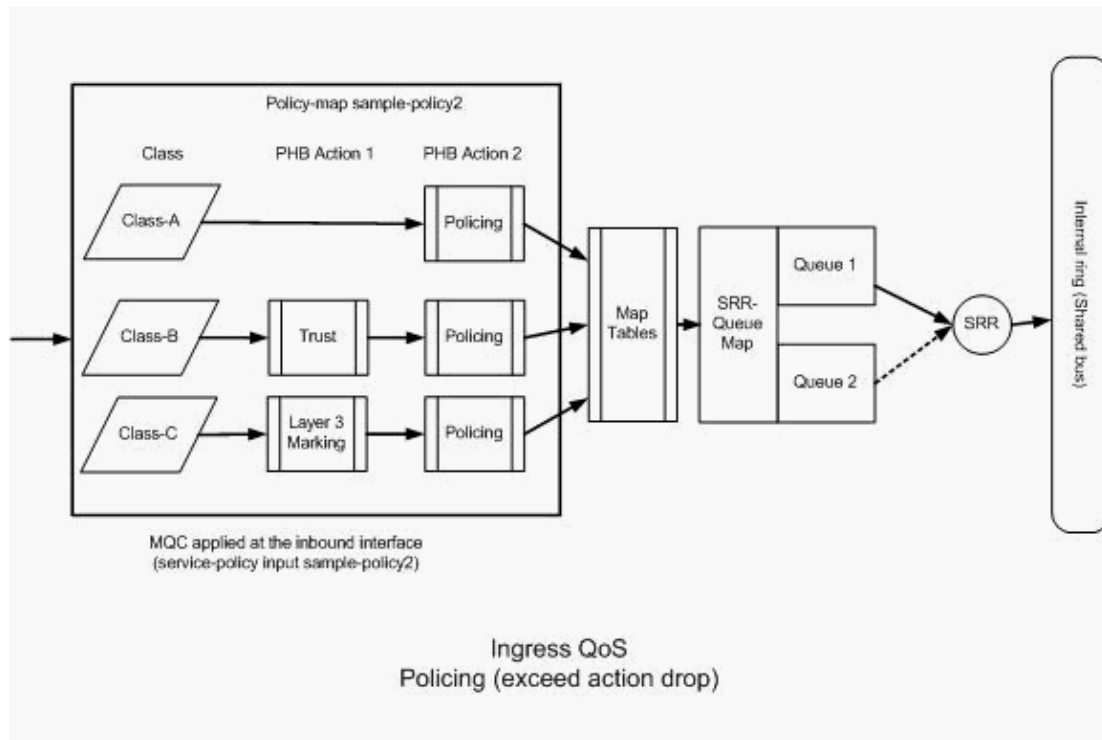 Policy-map sample-policy2
Class
PHB Action 1
PHB Action 2
Class-A
Policing
Class-B
Trust
Policing
Class-C
Layer 3
Marking
Policing
Map
Tables
SRR-
Queue
Map
Queue 1
Queue 2
SRR
Internal ring (Shared bus)
MQC applied at the inbound interface
(service-policy input sample-policy2)
Ingress QoS
Policing (exceed action drop)